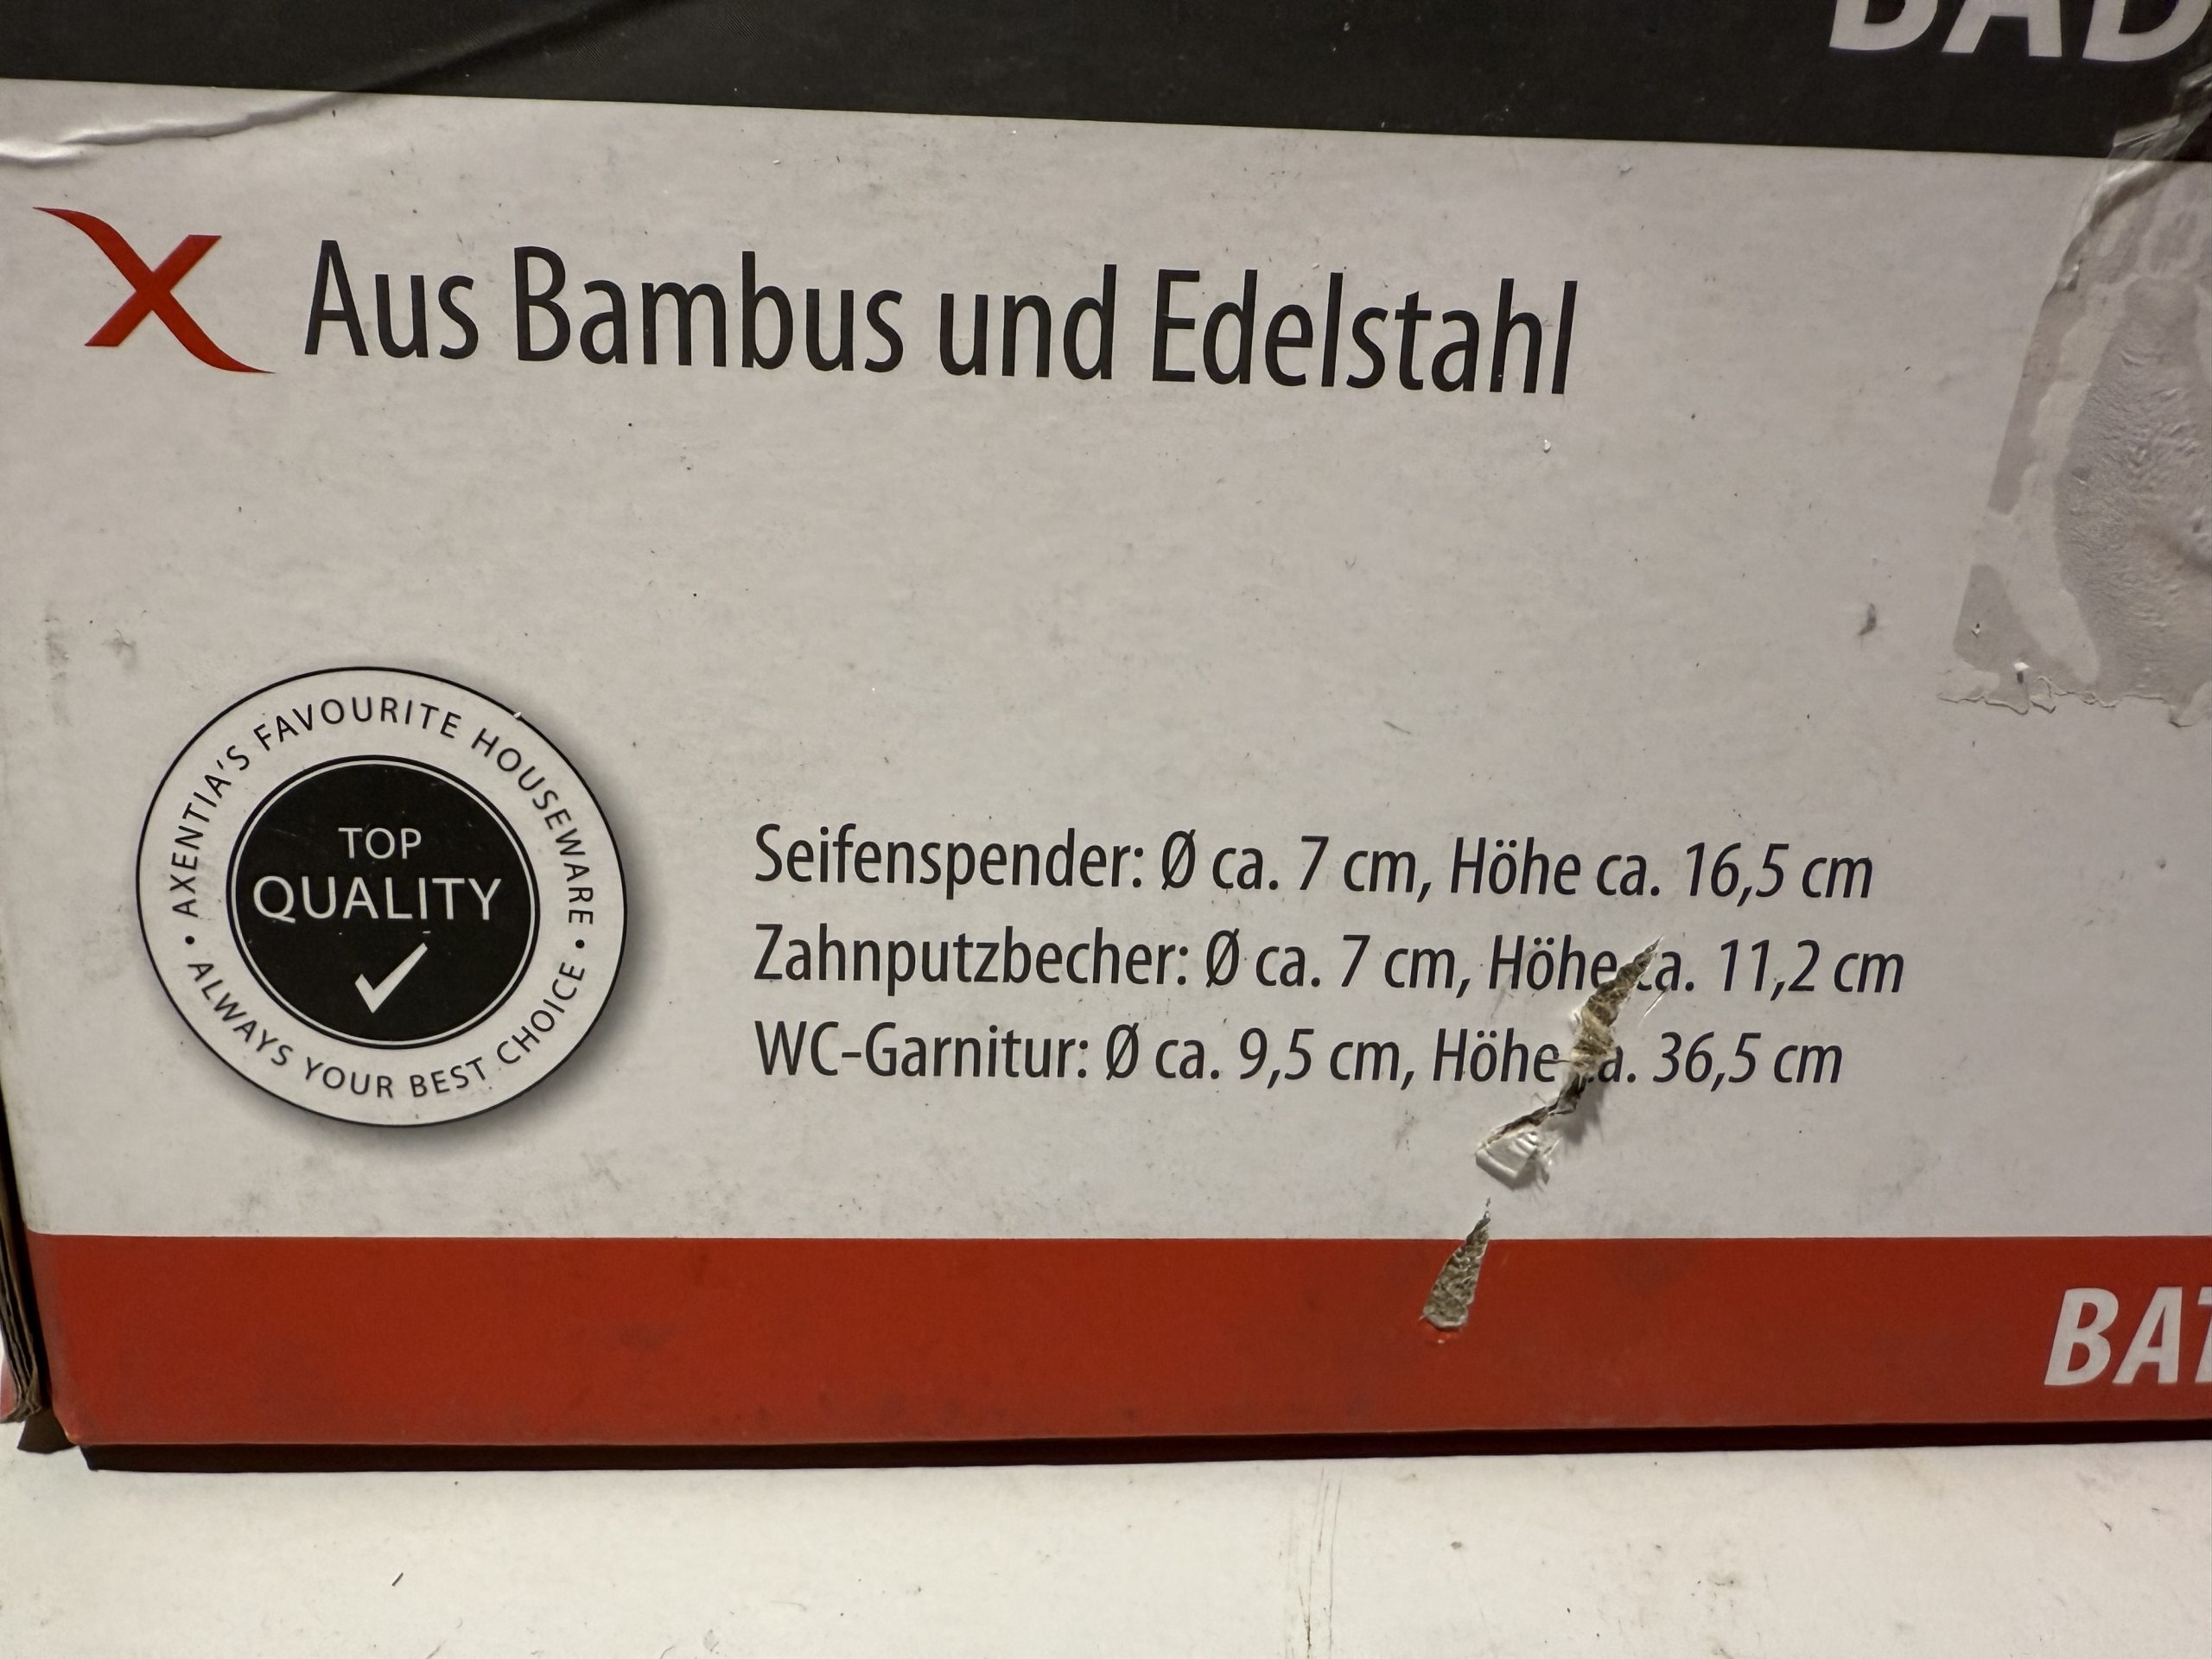 Aus Bambus und Edelstahl
• AXENTIA'S FAVOURITE HOUSEWARE •
ALWAYS YOUR BEST CHOICE
TOP
QUALITY
Seifenspender: Ø ca. 7 cm, Höhe ca. 16,5 cm
Zahnputzbecher: Ø ca. 7 cm, Höhe ca. 11,2 cm
WC-Garnitur: Ø ca. 9,5 cm, Höhe ca. 36,5 cm